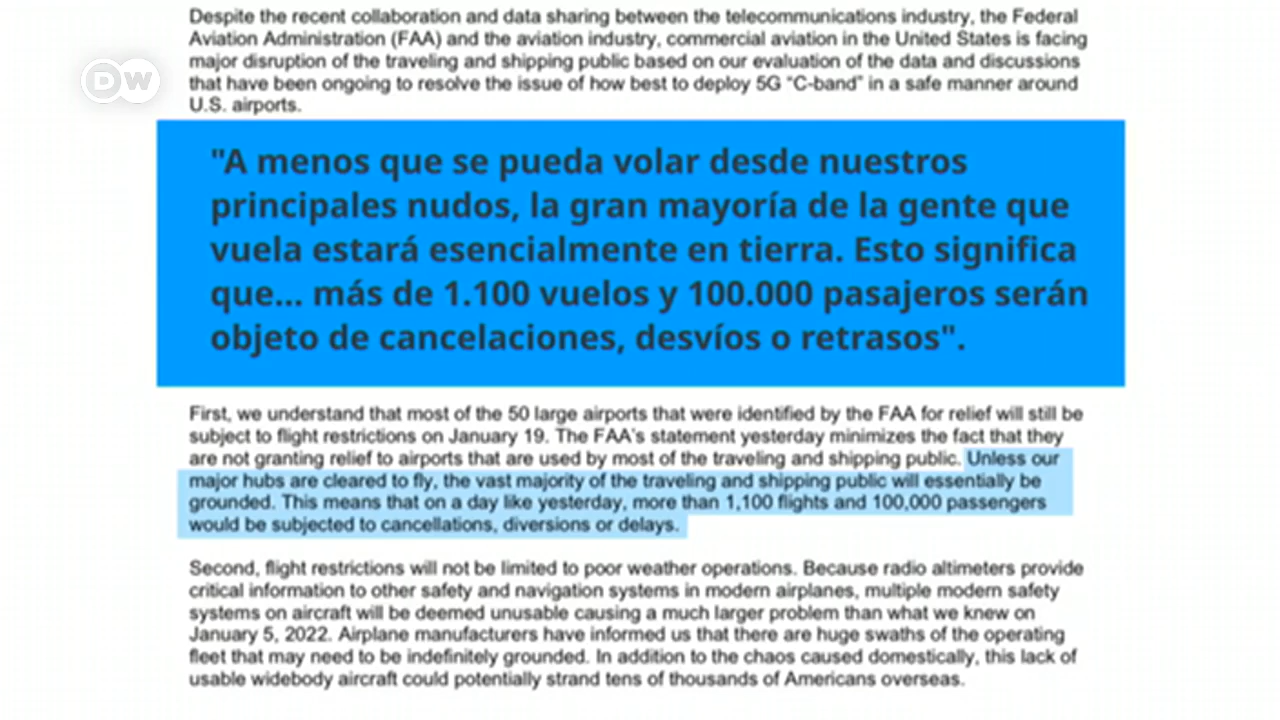 Despite the recent collaboration and data sharing between the telecommunications industry, the Federal
Aviation Administration (FAA) and the aviation industry, commercial aviation in the United States is facing
major disruption of the traveling and shipping public based on our evaluation of the data and discussions
that have been ongoing to resolve the issue of how best to deploy 5G “C-band” in a safe manner around
U.S. airports.
DW
"A menos que se pueda volar desde nuestros
principales nudos, la gran mayoría de la gente que
vuela estará esencialmente en tierra. Esto significa
que... más de 1.100 vuelos y 100.000 pasajeros serán
objeto de cancelaciones, desvíos o retrasos".
First, we understand that most of the 50 large airports that were identified by the FAA for relief will still be
subject to flight restrictions on January 19. The FAA's statement yesterday minimizes the fact that they
are not granting relief to airports that are used by most of the traveling and shipping public. Unless our
major hubs are cleared to fly, the vast majority of the traveling and shipping public will essentially be
grounded. This means that on a day like yesterday, more than 1,100 flights and 100,000 passengers
would be subjected to cancellations, diversions or delays.
Second, flight restrictions will not be limited to poor weather operations. Because radio altimeters provide
critical information to other safety and navigation systems in modern airplanes, multiple modern safety
systems on aircraft will be deemed unusable causing a much larger problem than what we knew on
January 5, 2022. Airplane manufacturers have informed us that there are huge swaths of the operating
fleet that may need to be indefinitely grounded. In addition to the chaos caused domestically, this lack of
usable widebody aircraft could potentially strand tens of thousands of Americans overseas.